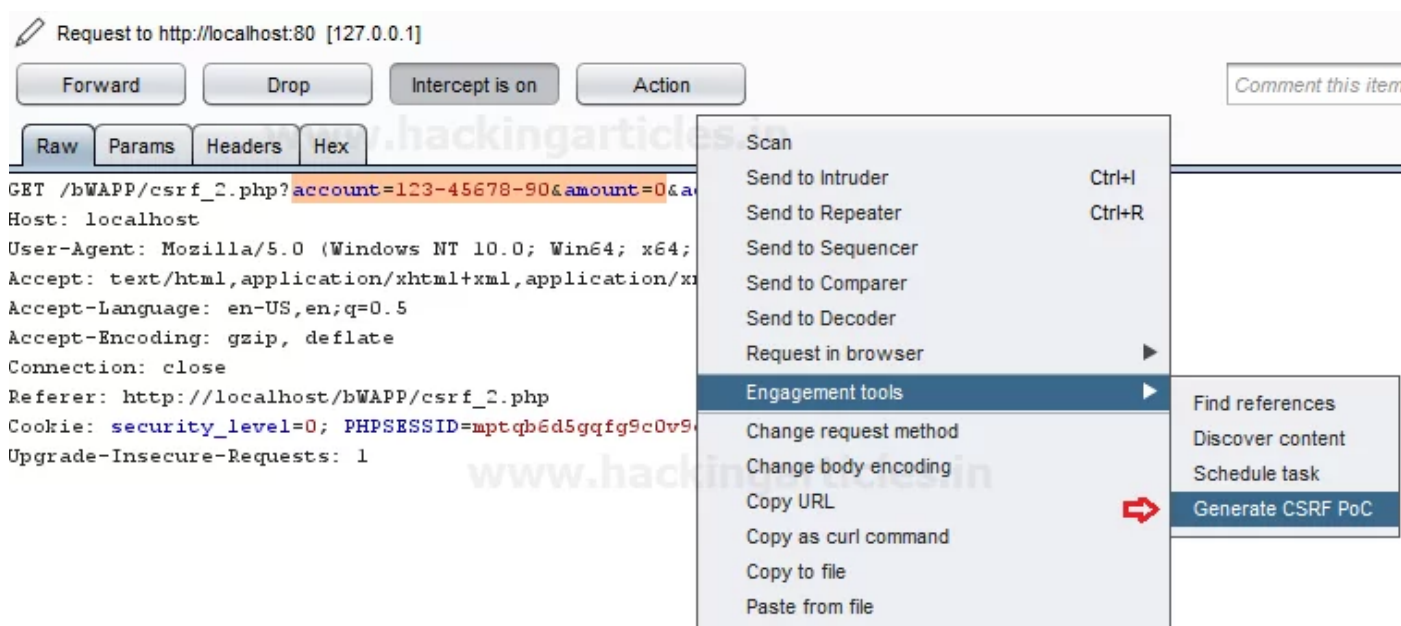 Request to http://localhost:80 [127.0.0.1]
Forward Drop Intercept is on Action Comment this item
www.hackingarticles.in
Raw Params Headers Hex
GET /bWAPP/csrf_2.php?account=123-45678-90&amount=0&a
Host: localhost
User-Agent: Mozilla/5.0 (Windows NT 10.0; Win64; x64;
Accept: text/html,application/xhtml+xml,application/x
Accept-Language: en-US,en;q=0.5
Accept-Encoding: gzip, deflate
Connection: close
Referer: http://localhost/bWAPP/csrf_2.php
Cookie: security_level=0; PHPSESSID=mptqb6d5gqfg9c0v9
Upgrade-Insecure-Requests: 1
www.hackingarticles.in
Scan
Send to Intruder Ctrl+I
Send to Repeater Ctrl+R
Send to Sequencer
Send to Comparer
Send to Decoder
Request in browser
Engagement tools
Change request method
Change body encoding
Copy URL
Copy as curl command
Copy to file
Paste from file
Find references
Discover content
Schedule task
Generate CSRF PoC